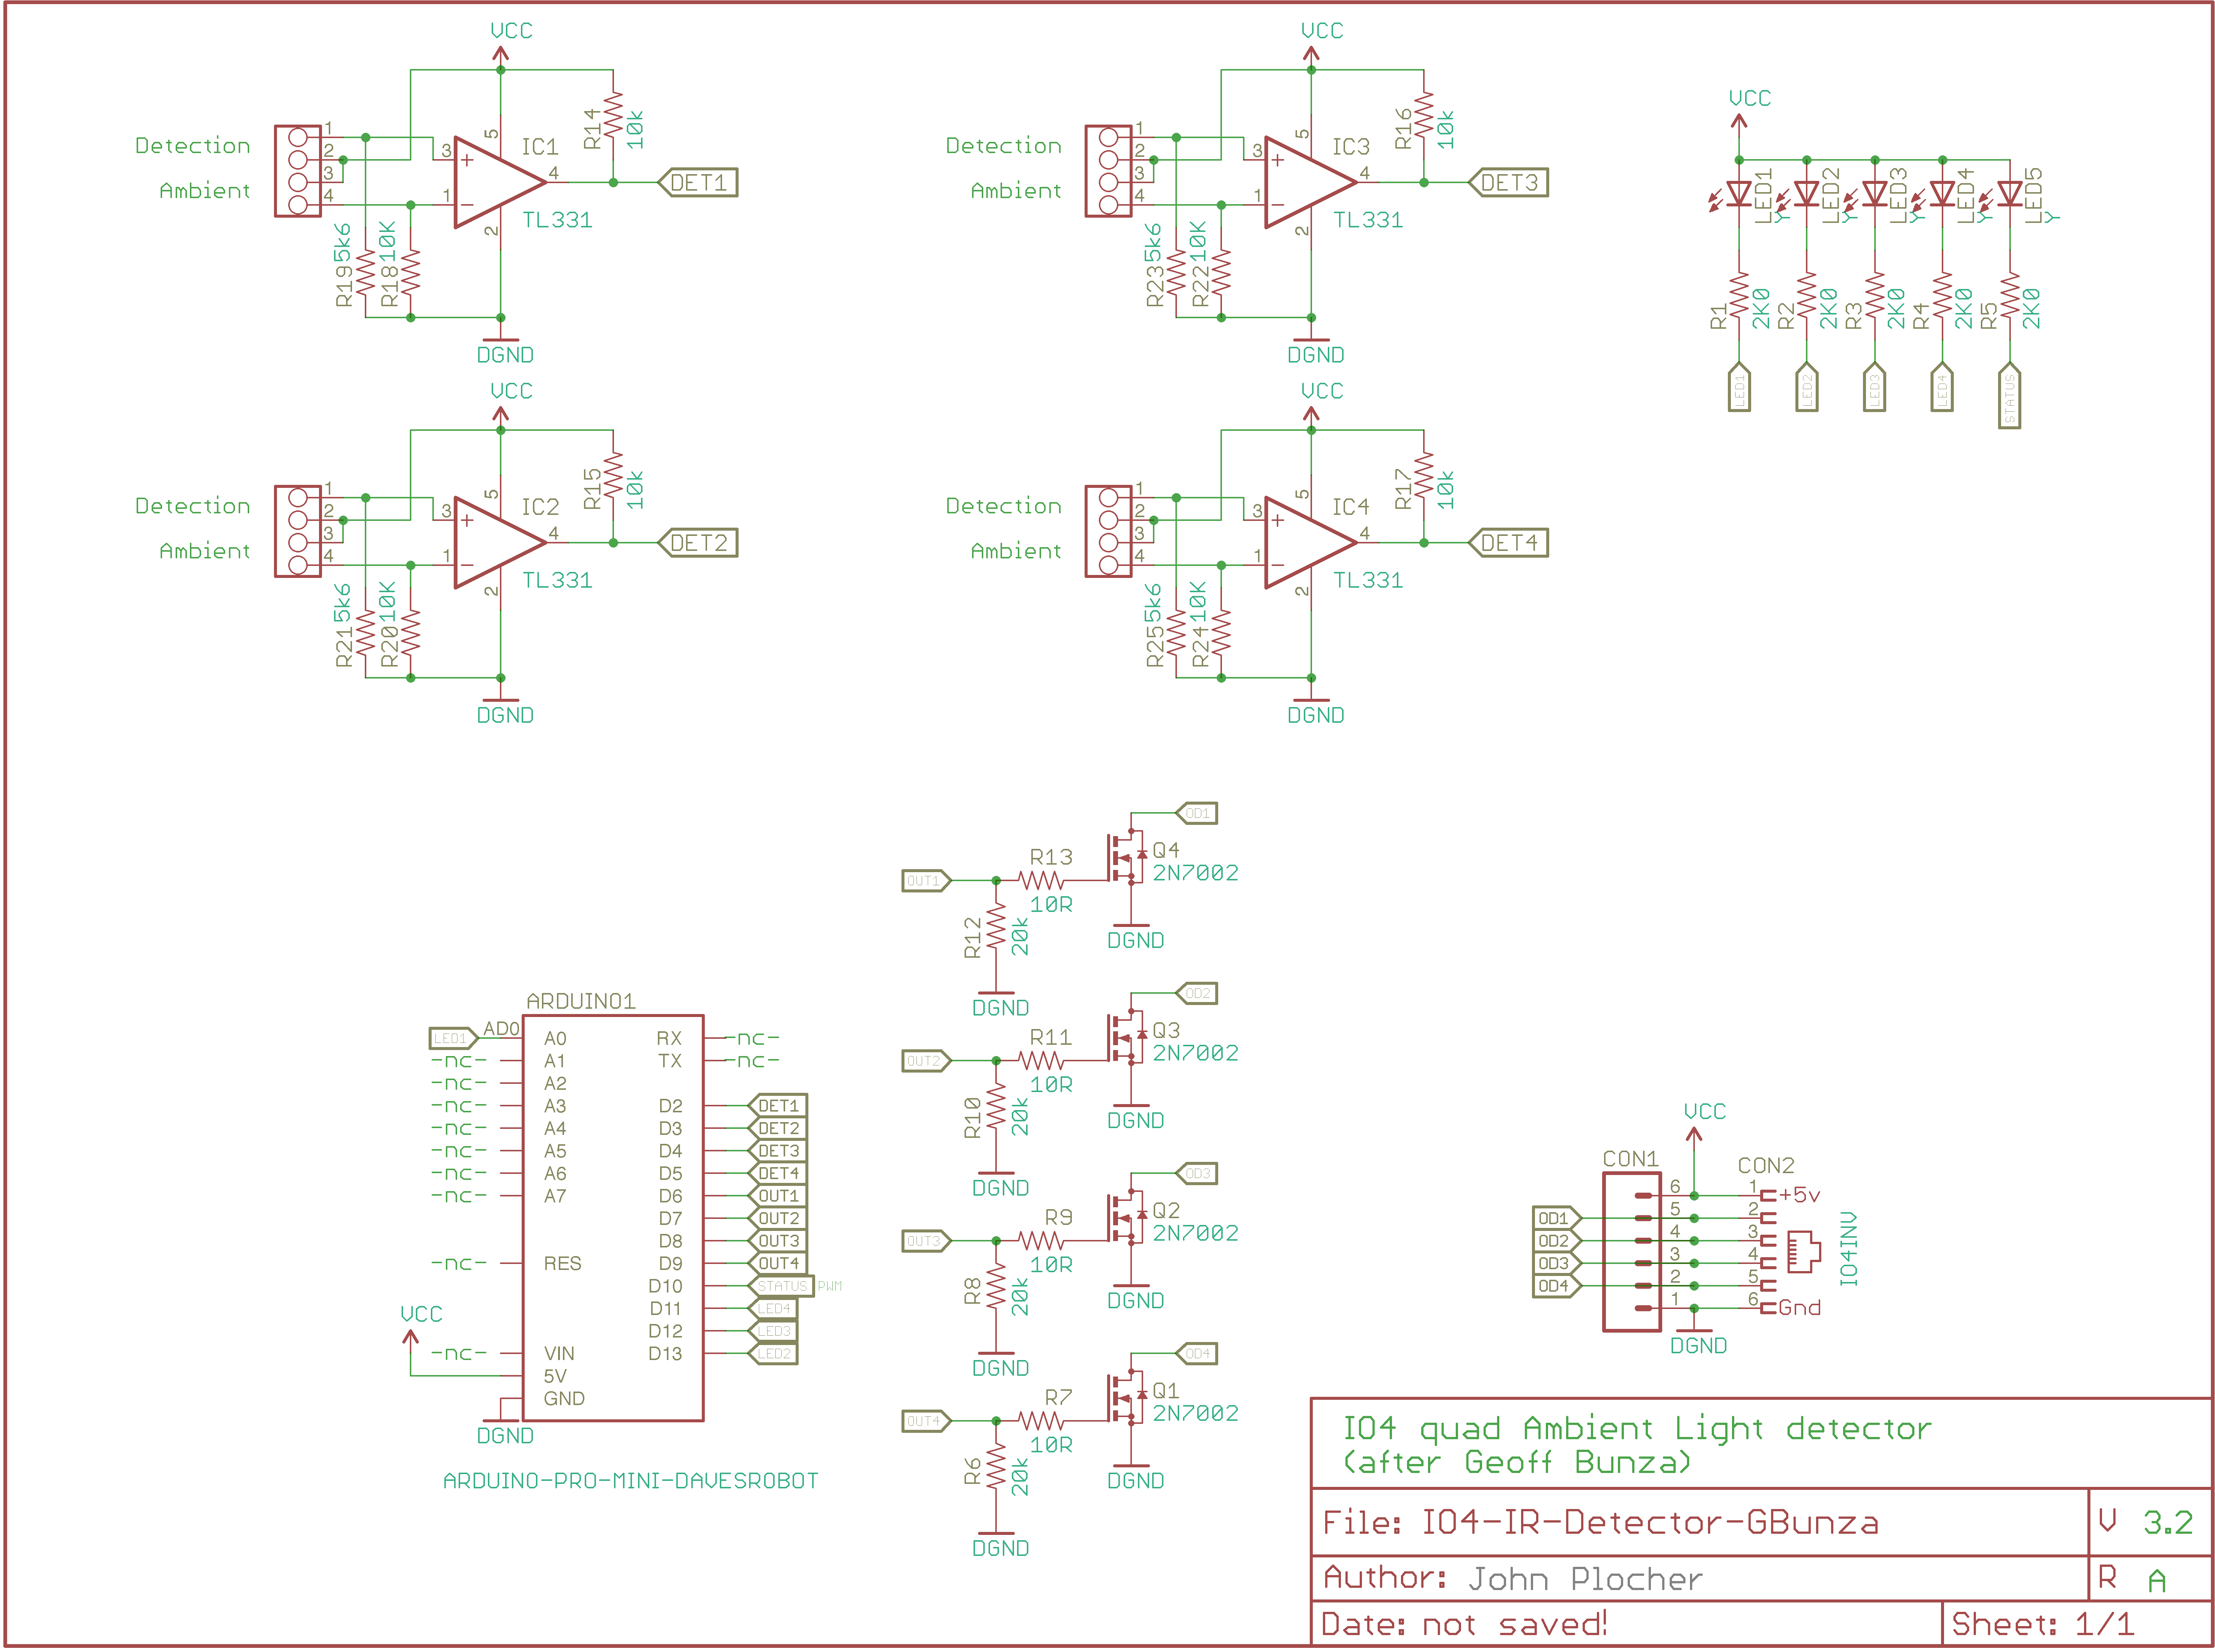 VCC
Detection
Ambient
1
2
3
4
3
1
+
-
5
2
4
IC1
TL331
R14
10k
DET1
R19
5k6
R18
10K
DGND
VCC
Detection
Ambient
1
2
3
4
3
1
+
-
5
2
4
IC3
TL331
R16
10k
DET3
R23
5k6
R22
10K
DGND
VCC
LED1
Y
LED2
Y
LED3
Y
LED4
Y
LED5
Y
R1
2K0
R2
2K0
R3
2K0
R4
2K0
R5
2K0
LED1
LED2
LED3
LED4
STATUS
VCC
Detection
Ambient
1
2
3
4
3
1
+
-
5
2
4
IC2
TL331
R15
10k
DET2
R21
5k6
R20
10K
DGND
VCC
Detection
Ambient
1
2
3
4
3
1
+
-
5
2
4
IC4
TL331
R17
10k
DET4
R25
5k6
R24
10K
DGND
OD1
OUT1
R13
10R
Q4
2N7002
R12
20k
DGND
DGND
OD2
OUT2
R11
10R
Q3
2N7002
R10
20k
DGND
DGND
OD3
OUT3
R9
10R
Q2
2N7002
R8
20k
DGND
DGND
OD4
OUT4
R7
10R
Q1
2N7002
R6
20k
DGND
DGND
ARDUINO1
LED1 AD0 A0 RX -nc-
-nc- A1 TX -nc-
-nc- A2
-nc- A3 D2 DET1
-nc- A4 D3 DET2
-nc- A5 D4 DET3
-nc- A6 D5 DET4
-nc- A7 D6 OUT1
D7 OUT2
D8 OUT3
-nc- RES D9 OUT4
D10 STATUS PWM
D11 LED4
VCC
D12 LED3
-nc- VIN D13 LED2
5V
GND
DGND
ARDUINO-PRO-MINI-DAVESROBOT
VCC
CON1 CON2
6 1 +5v
OD1 5 2
OD2 4 3
OD3 3 4
OD4 2 5
1 6 Gnd
IO4INV
DGND
IO4 quad Ambient Light detector
(after Geoff Bunza)
File: IO4-IR-Detector-GBunza V 3.2
Author: John Plocher R A
Date: not saved! Sheet: 1/1